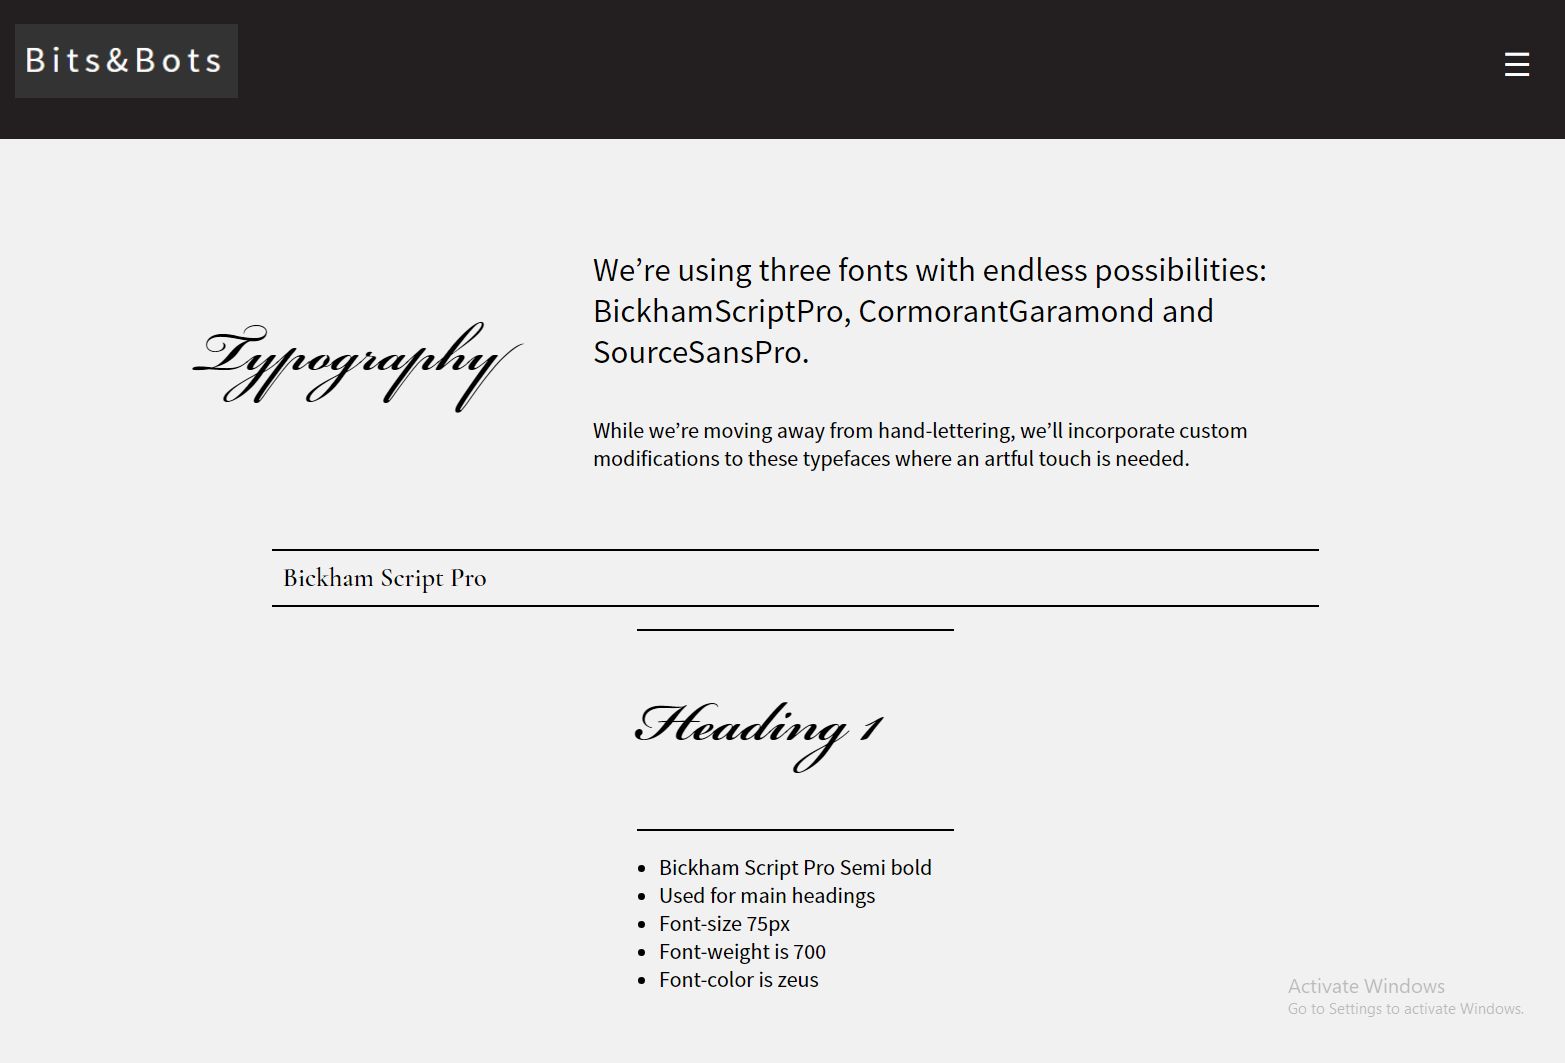 Bits&Bots
Typography
We’re using three fonts with endless possibilities:
BickhamScriptPro, CormorantGaramond and
SourceSansPro.
While we’re moving away from hand-lettering, we’ll incorporate custom
modifications to these typefaces where an artful touch is needed.
Bickham Script Pro
Heading 1
• Bickham Script Pro Semi bold
• Used for main headings
• Font-size 75px
• Font-weight is 700
• Font-color is zeus
Activate Windows
Go to Settings to activate Windows.